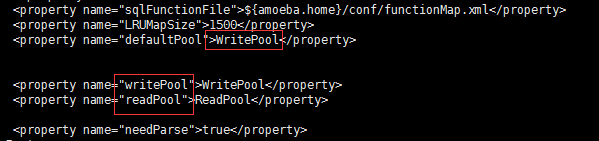 <property name="sqlFunctionFile">${amoeba.home}/conf/functionMap.xml</property>
<property name="LRUMapSize">1500</property>
<property name="defaultPool">WritePool</property>
<property name="writePool">WritePool</property>
<property name="readPool">ReadPool</property>
<property name="needParse">true</property>